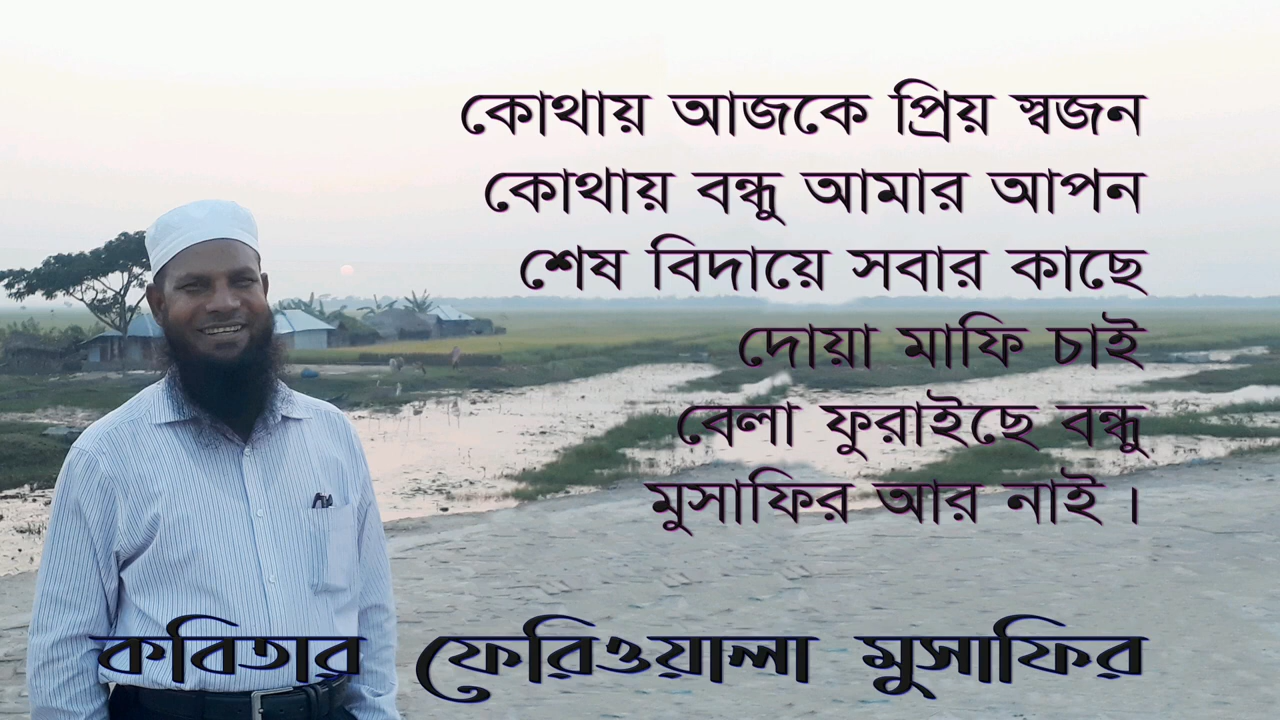 কোথায় আজকে প্রিয় স্বজন
কোথায় বন্ধু আমার আপন
শেষ বিদায়ে সবার কাছে
দোয়া মাফি চাই
বেলা ফুরাইছে বন্ধু
মুসাফির আর নাই ।
কবিতার ফেরিওয়ালা মুসাফির